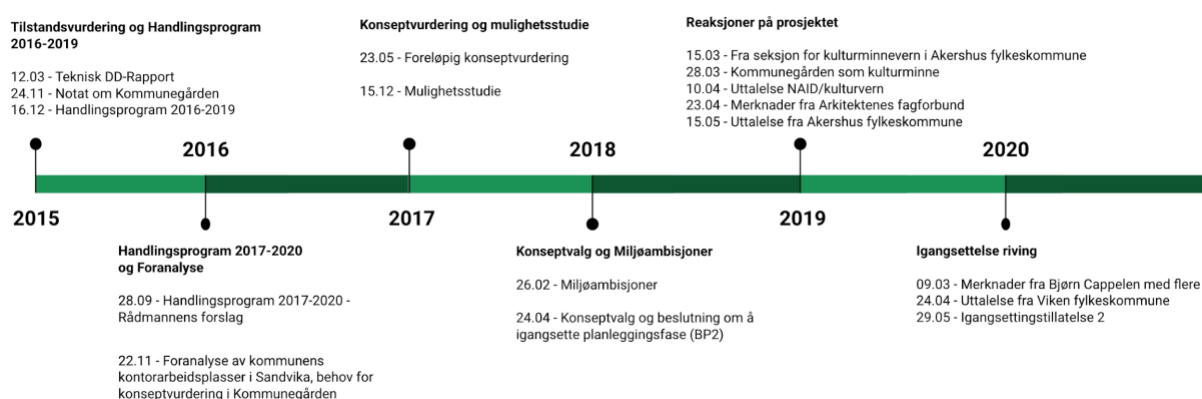 Tilstandsvurdering og Handlingsprogram
2016-2019
12.03 - Teknisk DD-Rapport
24.11 - Notat om Kommunegården
16.12 - Handlingsprogram 2016-2019
Konseptvurdering og mulighetsstudie
23.05 - Foreløpig konseptvurdering
15.12 - Mulighetsstudie
Reaksjoner på prosjektet
15.03 - Fra seksjon for kulturminnevern i Akershus fylkeskommune
28.03 - Kommunegården som kulturminne
10.04 - Uttalelse NAID/kulturvern
23.04 - Merknader fra Arkitektenes fagforbund
15.05 - Uttalelse fra Akershus fylkeskommune
2016
2018
2020
2015
2017
2019
Handlingsprogram 2017-2020
og Foranalyse
28.09 - Handlingsprogram 2017-2020 -
Rådmannens forslag
22.11 - Foranalyse av kommunens
kontorarbeidsplasser i Sandvika, behov for
konseptvurdering i Kommunegården
Konseptvalg og Miljøambisjoner
26.02 - Miljøambisjoner
24.04 - Konseptvalg og beslutning om å
igangsette planleggingsfase (BP2)
Igangsettelse riving
09.03 - Merknader fra Bjørn Cappelen med flere
24.04 - Uttalelse fra Viken fylkeskommune
29.05 - Igangsettingstillatelse 2